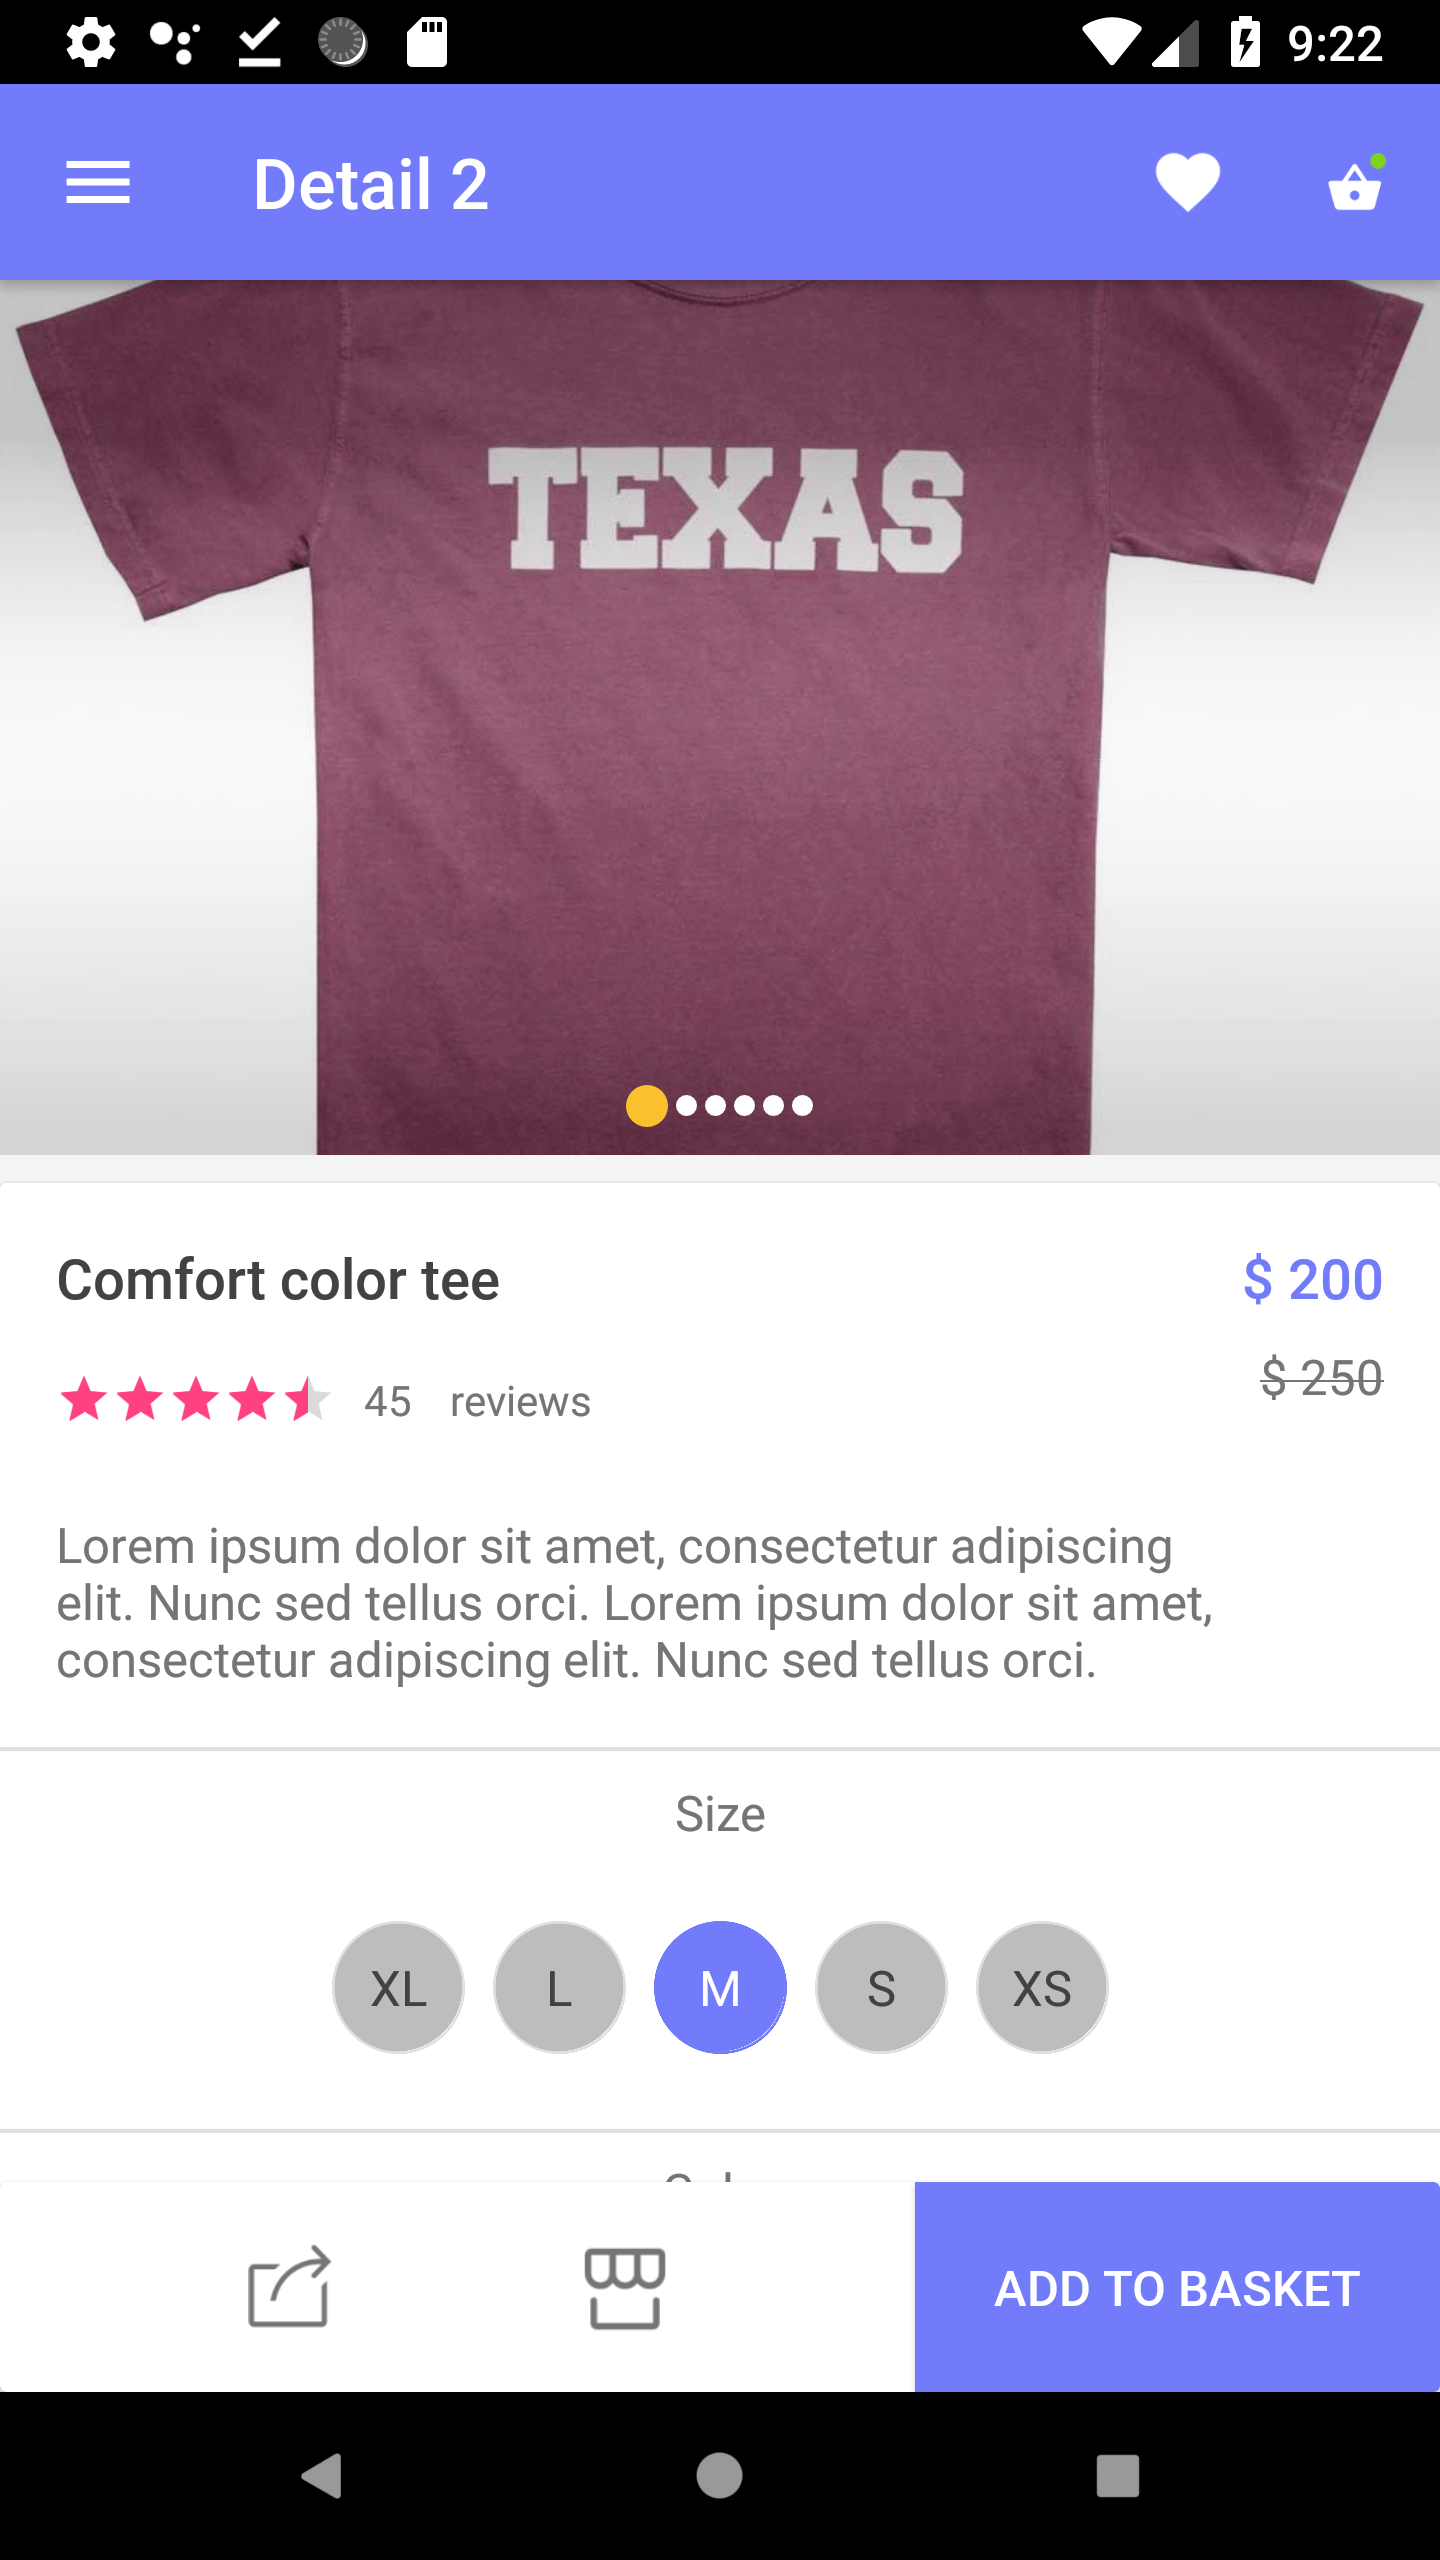 9:22
Detail 2
TEXAS
Comfort color tee
$ 200
$ 250
45 reviews
Lorem ipsum dolor sit amet, consectetur adipiscing
elit. Nunc sed tellus orci. Lorem ipsum dolor sit amet,
consectetur adipiscing elit. Nunc sed tellus orci.
Size
XL L M S XS
ADD TO BASKET